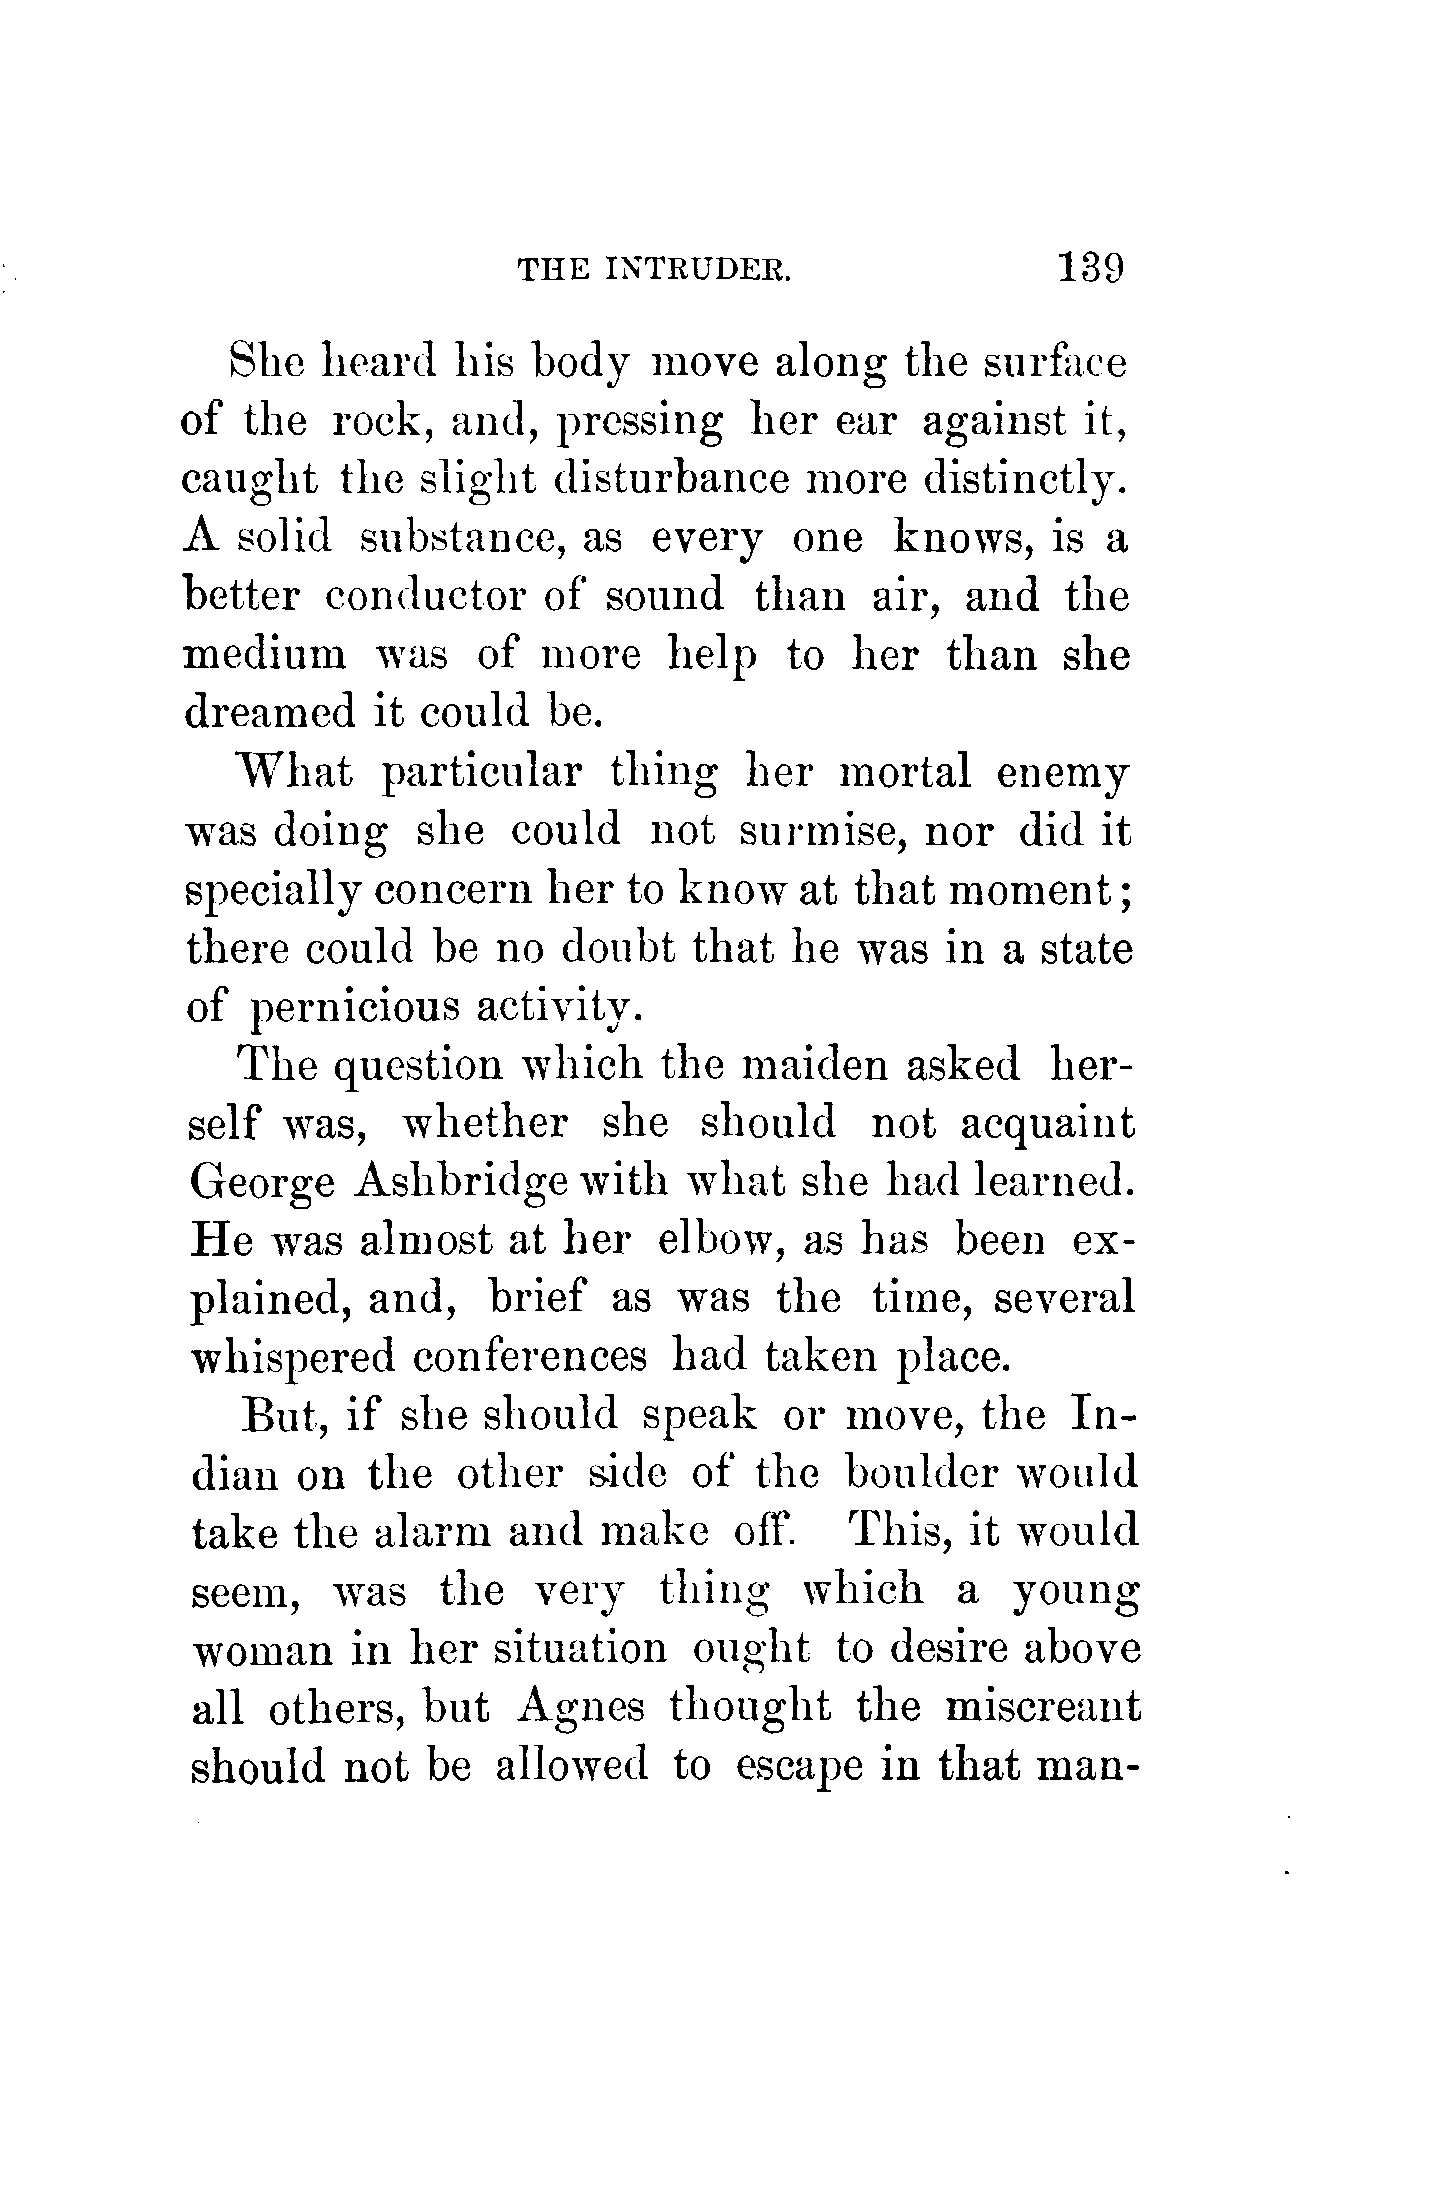 THE INTRUDER. 139
She heard his body move along the surface
of the rock, and, pressing her ear against it,
caught the slight disturbance more distinctly.
A solid substance, as every one knows, is a
better conductor of sound than air, and the
medium was of more help to her than she
dreamed it could be.
What particular thing her mortal enemy
was doing she could not surmise, nor did it
specially concern her to know at that moment;
there could be no doubt that he was in a state
of pernicious activity.
The question which the maiden asked her-
self was, whether she should not acquaint
George Ashbridge with what she had learned.
He was almost at her elbow, as has been ex-
plained, and, brief as was the time, several
whispered conferences had taken place.
But, if she should speak or move, the In-
dian on the other side of the boulder would
take the alarm and make off. This, it would
seem, was the very thing which a young
woman in her situation ought to desire above
all others, but Agnes thought the miscreant
should not be allowed to escape in that man-